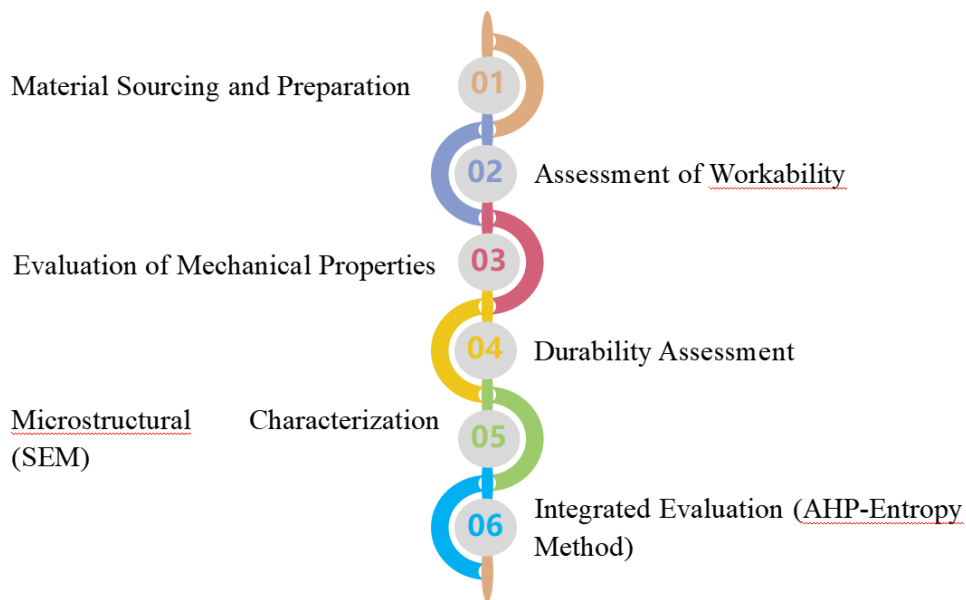 01
Material Sourcing and Preparation
02
Assessment of Workability
03
Evaluation of Mechanical Properties
04
Durability Assessment
05
Microstructural Characterization
(SEM)
06
Integrated Evaluation (AHP-Entropy
Method)